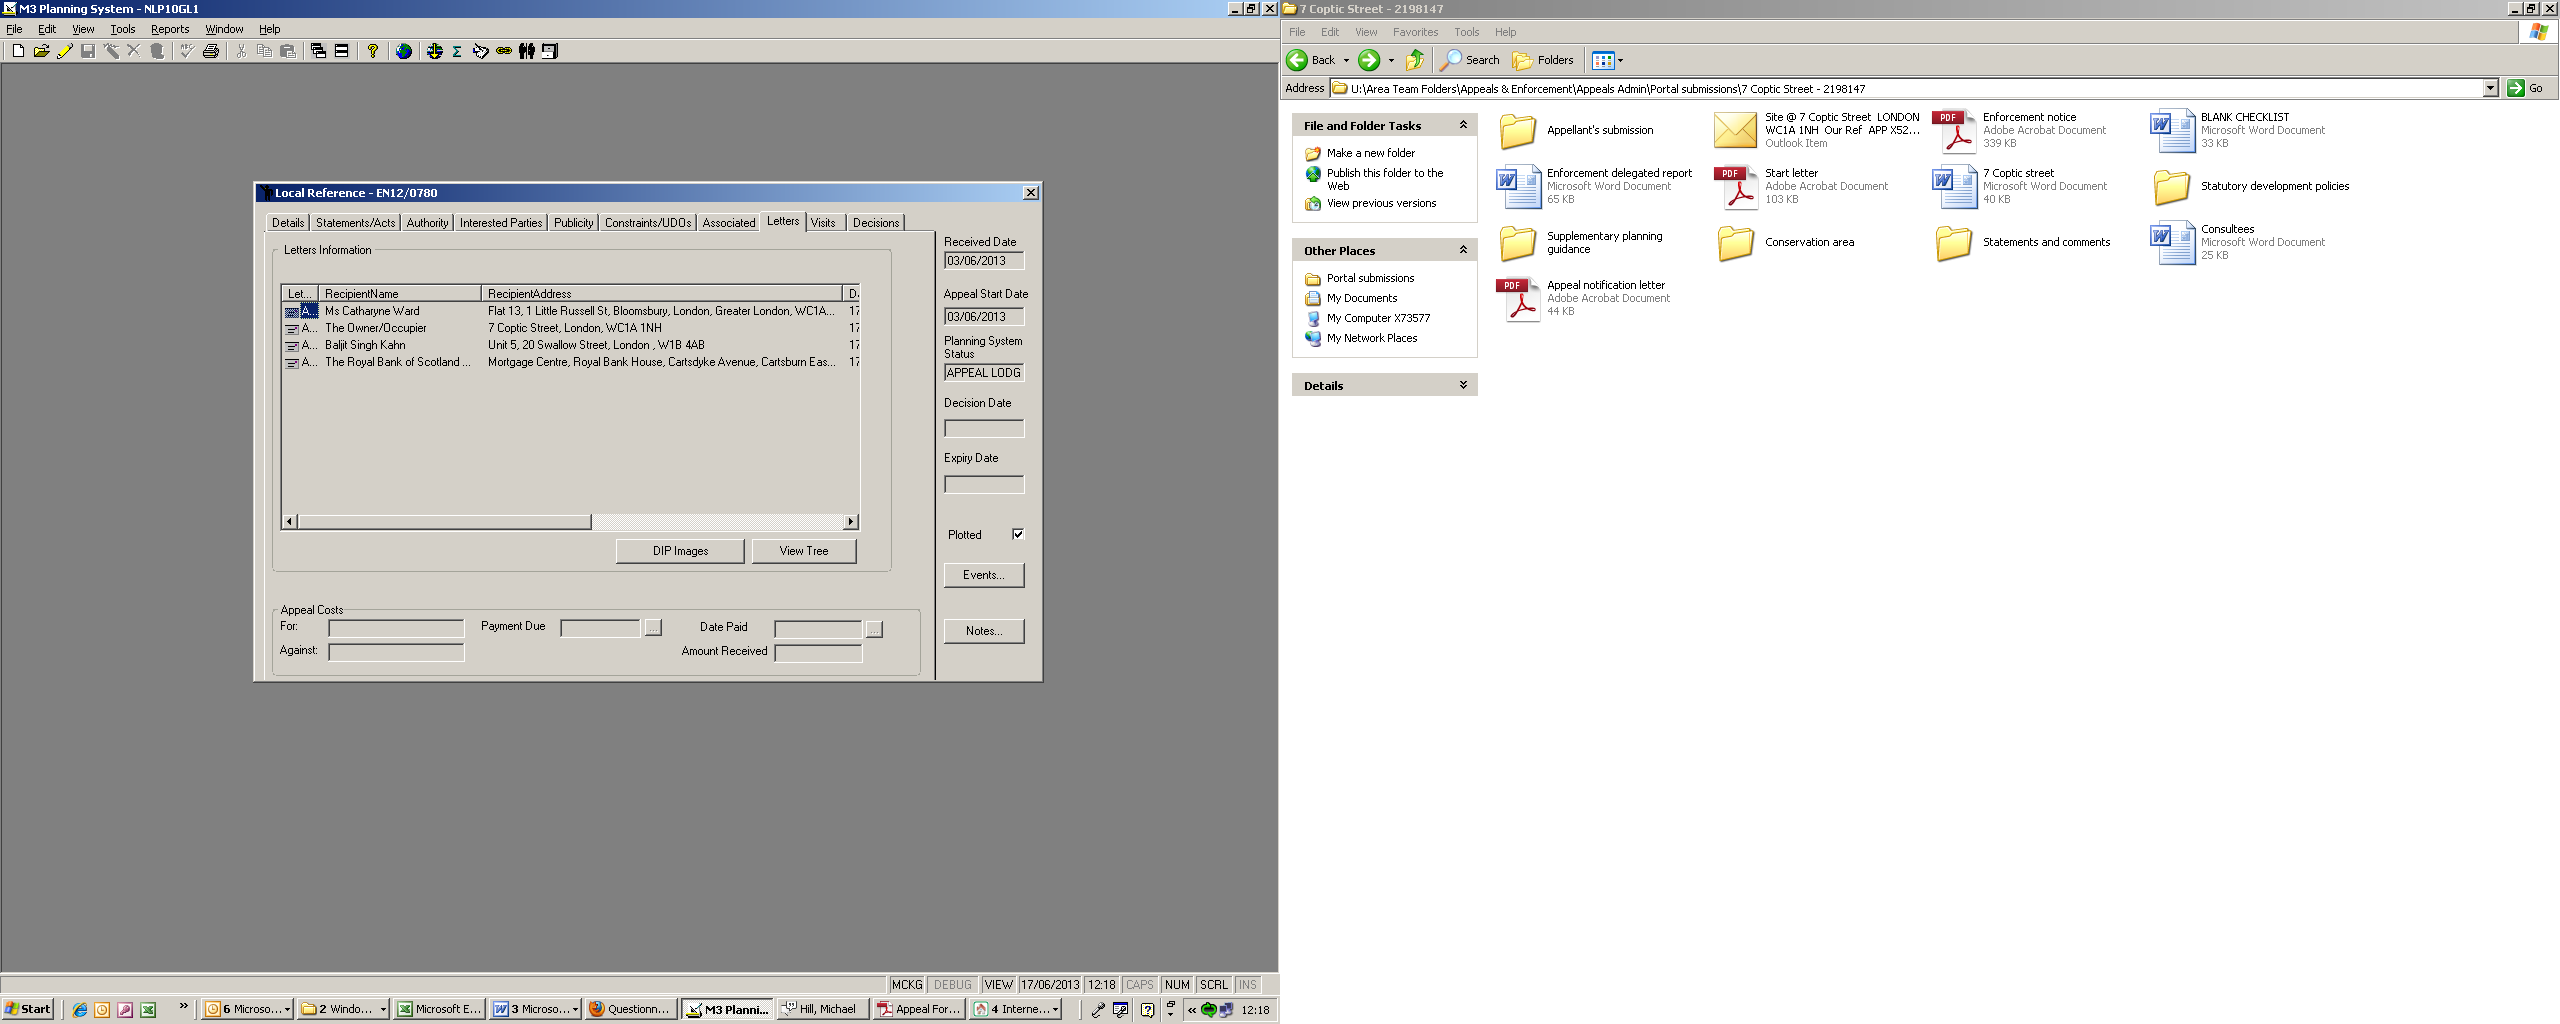 M3 Planning System - NLP10GL1
File Edit View Tools Reports Window Help
Local Reference - EN12/0780
Details Statements/Acts Authority Interested Parties Publicity Constraints/UDOs Associated Letters Visits Decisions
Letters Information
Let... RecipientName RecipientAddress D.
A... Ms Catharyne Ward Flat 13, 1 Little Russell St, Bloomsbury, London, Greater London, WC1A... 17
A... The Owner/Occupier 7 Coptic Street, London, WC1A 1NH 17
A... Baljit Singh Kahn Unit 5, 20 Swallow Street, London , W1B 4AB 17
A... The Royal Bank of Scotland ... Mortgage Centre, Royal Bank House, Cartsdyke Avenue, Cartsburn Eas... 17
DIP Images View Tree
Appeal Costs
For: Payment Due ... Date Paid ...
Against: Amount Received
Received Date
03/06/2013
Appeal Start Date
03/06/2013
Planning System
Status
APPEAL LODG
Decision Date
Expiry Date
Plotted
Events...
Notes...
MCKG DEBUG VIEW 17/06/2013 12:18 CAPS NUM SCRL INS
Start » 6 Microso... 2 Windo... Microsoft E... 3 Microso... Questionn... M3 Planni... Hill, Michael Appeal For... 4 Interne... « 12:18
7 Coptic Street - 2198147
File Edit View Favorites Tools Help
Back Search Folders
Address U:\Area Team Folders\Appeals & Enforcement\Appeals Admin\Portal submissions\7 Coptic Street - 2198147 Go
File and Folder Tasks
Make a new folder
Publish this folder to the
Web
View previous versions
Other Places
Portal submissions
My Documents
My Computer X73577
My Network Places
Details
Appellant's submission
Site @ 7 Coptic Street LONDON
WC1A 1NH Our Ref APP X52...
Outlook Item
PDF
Enforcement notice
Adobe Acrobat Document
339 KB
BLANK CHECKLIST
Microsoft Word Document
33 KB
Enforcement delegated report
Microsoft Word Document
65 KB
PDF
Start letter
Adobe Acrobat Document
103 KB
7 Coptic street
Microsoft Word Document
40 KB
Statutory development policies
Supplementary planning
guidance
Conservation area
Statements and comments
Consultees
Microsoft Word Document
25 KB
PDF
Appeal notification letter
Adobe Acrobat Document
44 KB